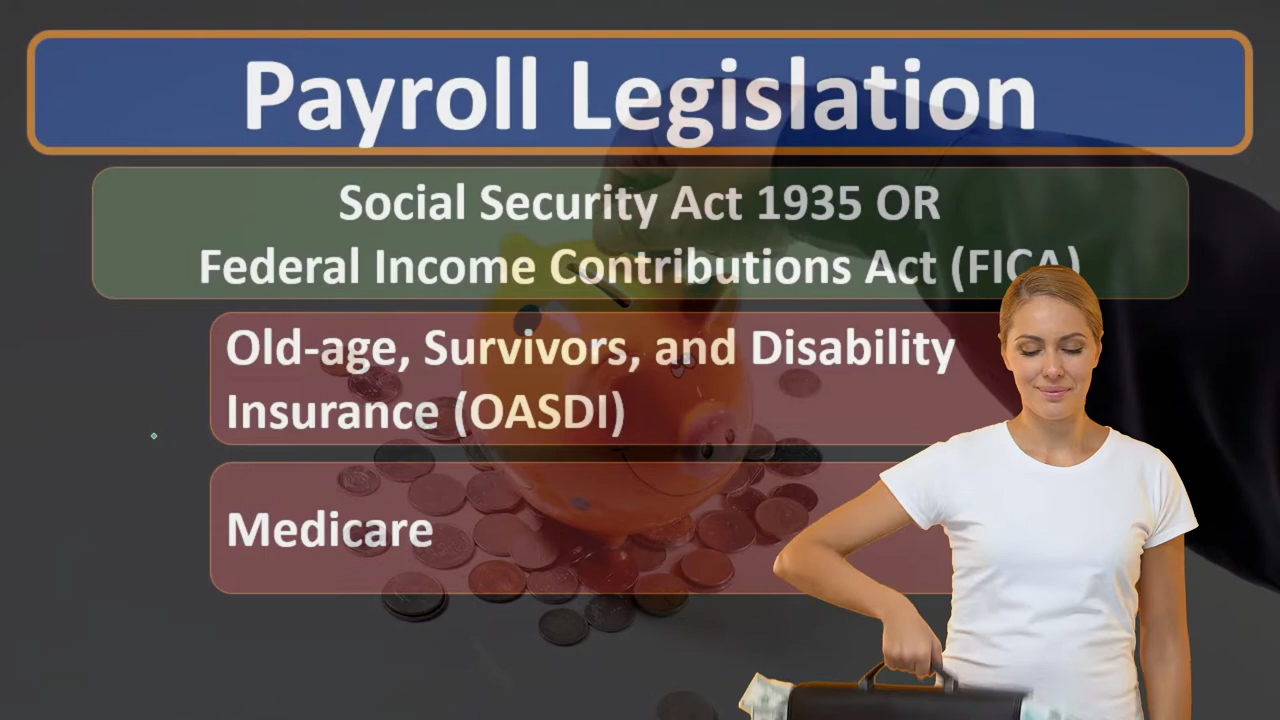 Payroll Legislation
Social Security Act 1935 OR
Federal Income Contributions Act (FICA)
Old-age, Survivors, and Disability
Insurance (OASDI)
Medicare